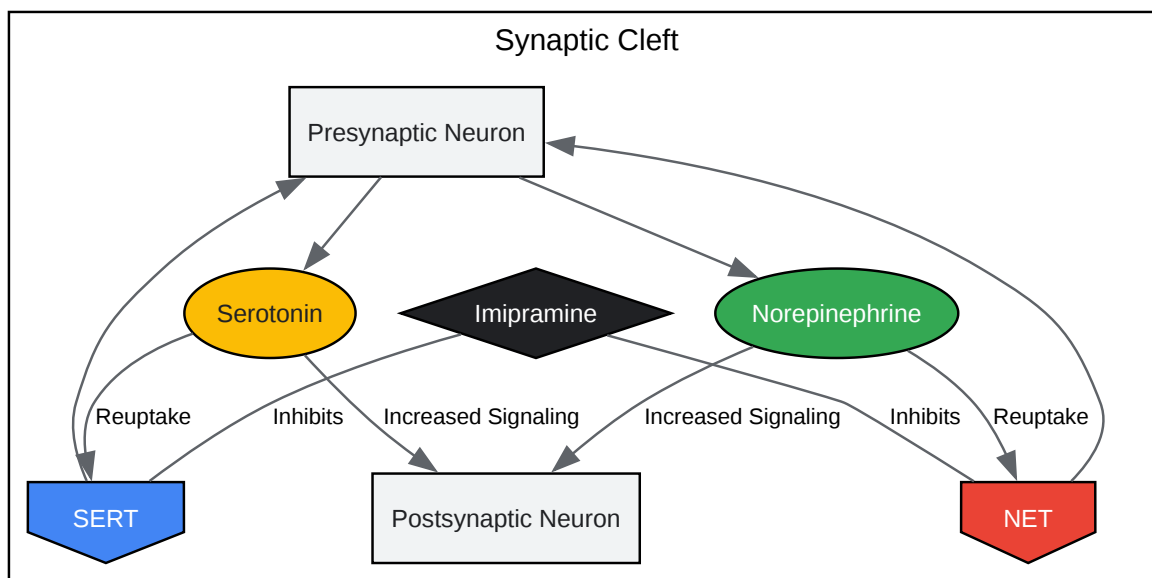 Synaptic Cleft
Presynaptic Neuron
Serotonin
Imipramine
Norepinephrine
Reuptake
Inhibits
Increased Signaling
Increased Signaling
Inhibits
Reuptake
SERT
Postsynaptic Neuron
NET